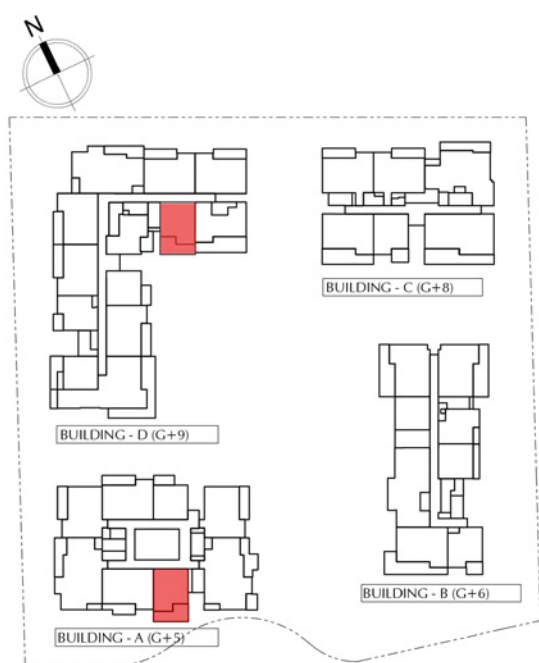 N
BUILDING - C (G+8)
BUILDING - D (G+9)
BUILDING - B (G+6)
BUILDING - A (G+5)